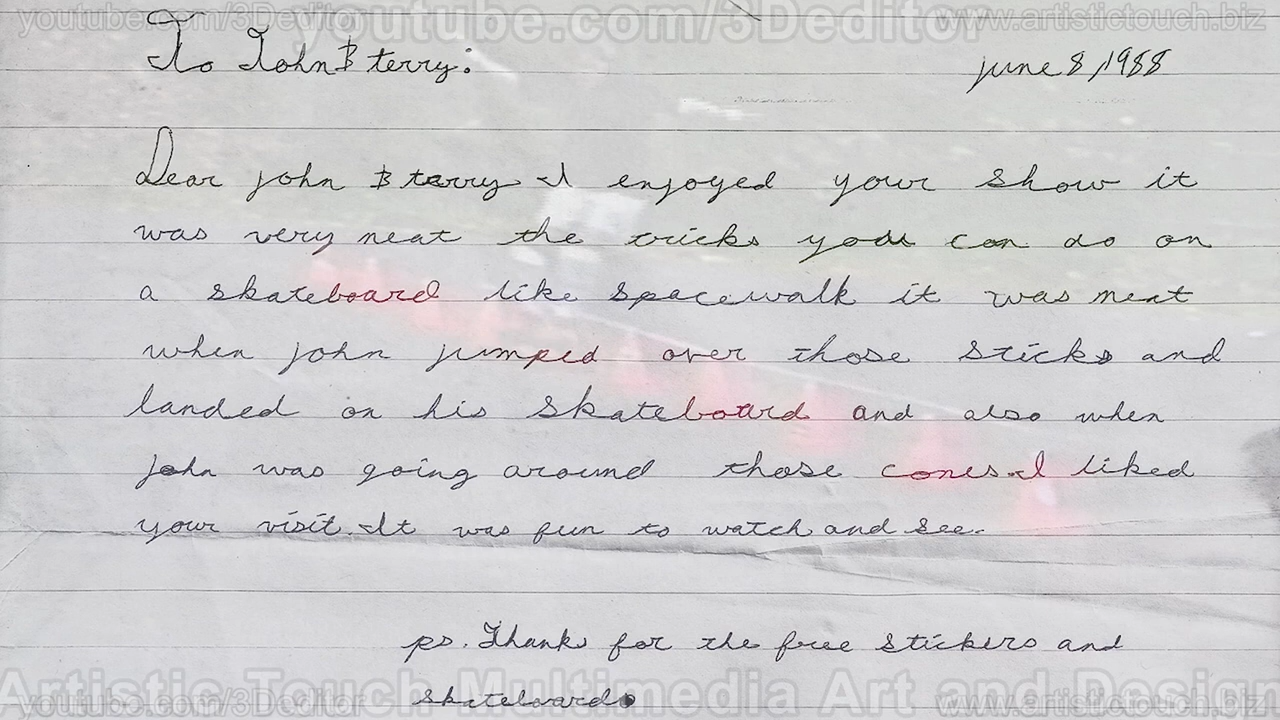 youtube.com/3Deditor youtube.com/3Deditor www.artistictouch.biz
To John & terry: june 8, 1988
Dear john & terry I enjoyed your show it
was very neat the tricks you can do on
a skateboard like spacewalk it was neat
when john jumped over those sticks and
landed on his skateboard and also when
john was going around those cones I liked
your visit. It was fun to watch and see.
ps. Thank for the free stickers and
skateboard.
Artistic Touch Multimedia Art and Design
youtube.com/3Deditor www.artistictouch.biz